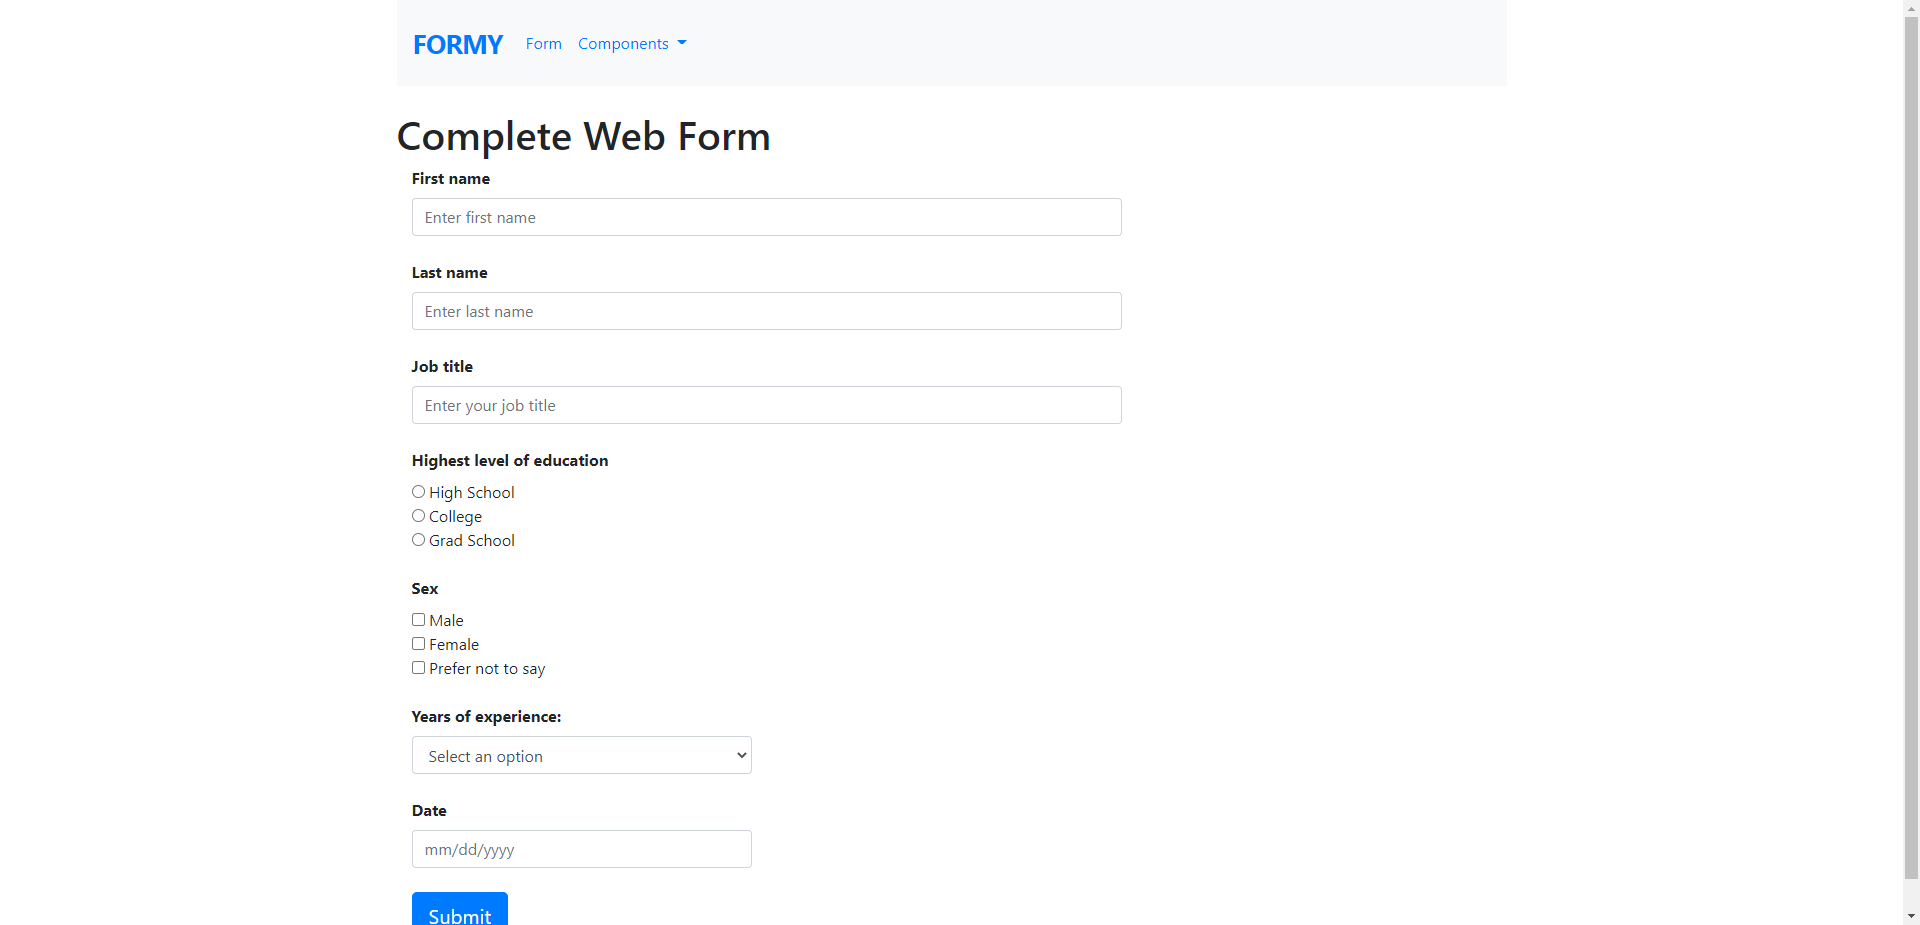 FORMY Form Components
Complete Web Form
First name
Enter first name
Last name
Enter last name
Job title
Enter your job title
Highest level of education
High School
College
Grad School
Sex
Male
Female
Prefer not to say
Years of experience:
Select an option
Date
mm/dd/yyyy
Submit